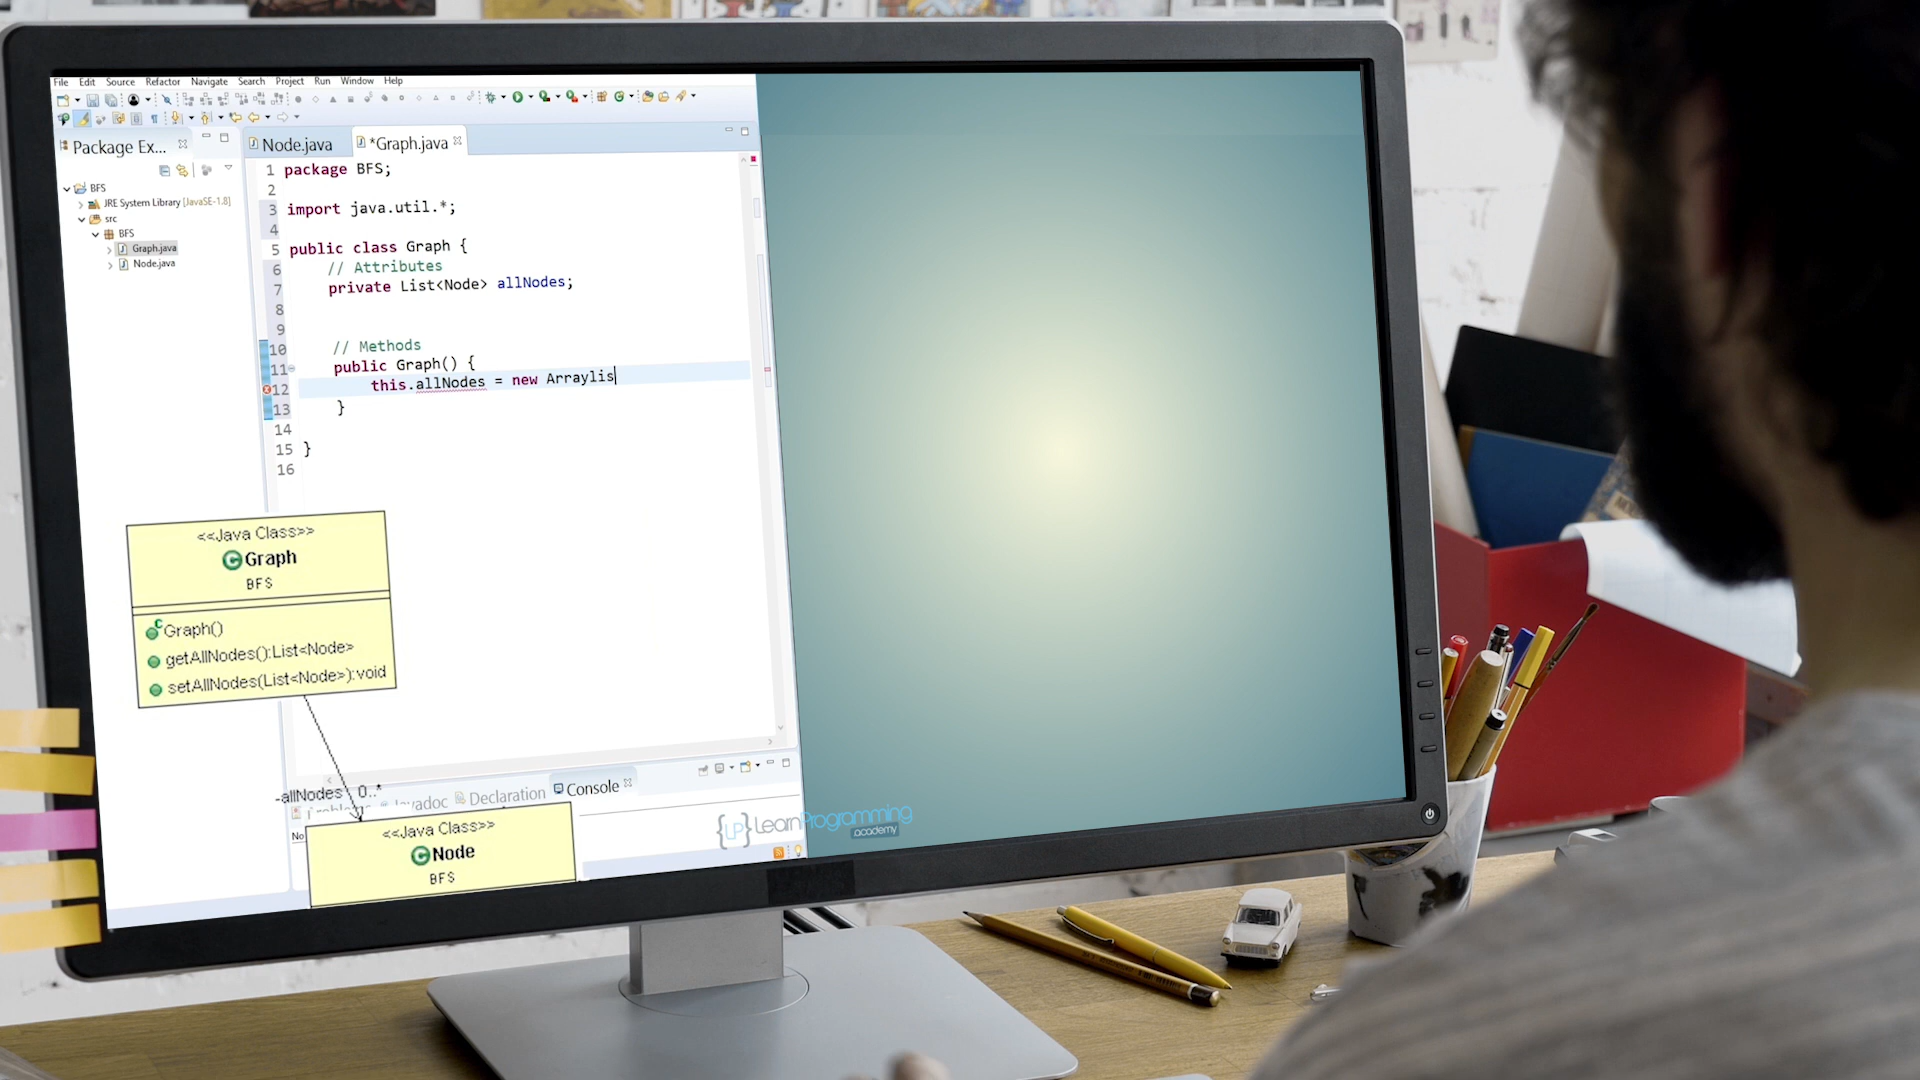 File Edit Source Refactor Navigate Search Project Run Window Help
Package Ex...
Node.java
*Graph.java
BFS
JRE System Library [JavaSE-1.8]
src
BFS
Graph.java
Node.java
1 package BFS;
2
3 import java.util.*;
4
5 public class Graph {
6 // Attributes
7 private List<Node> allNodes;
8
9
10 // Methods
11 public Graph() {
12 this.allNodes = new Arraylis
13 }
14
15 }
16
<<Java Class>>
Graph
BFS
Graph()
getAllNodes():List<Node>
setAllNodes(List<Node>):void
-allNodes 0..*
Javadoc Declaration Console
No
<<Java Class>>
Node
BFS
{LP} LearnProgramming
.academy